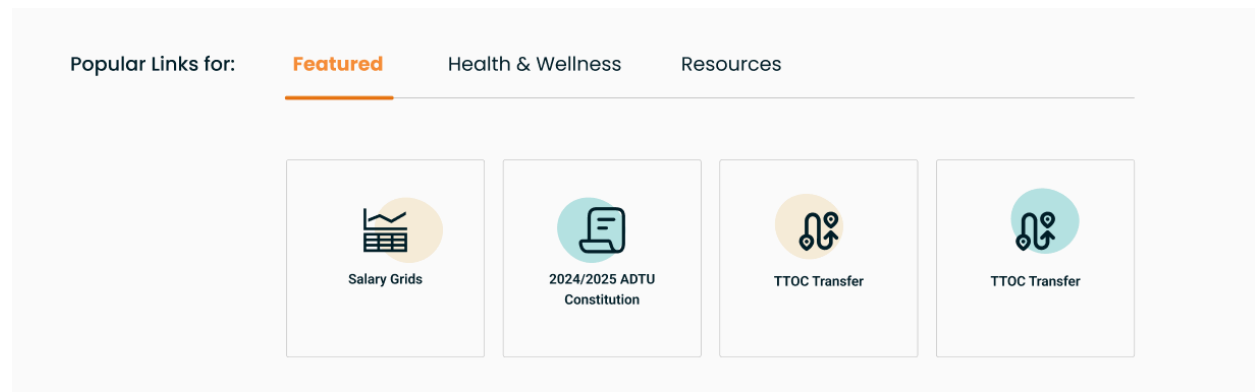 Popular Links for: Featured Health & Wellness Resources
Salary Grids
2024/2025 ADTU
Constitution
TTOC Transfer
TTOC Transfer